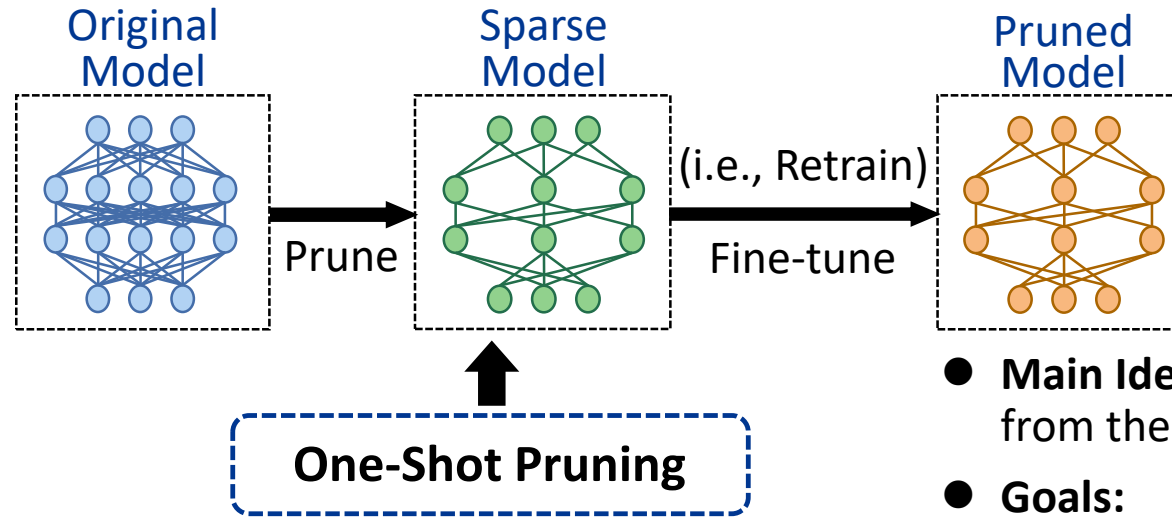 Original
Model
Sparse
Model
Pruned
Model
Prune
(i.e., Retrain)
Fine-tune
One-Shot Pruning
● Main
from the
● Goals: